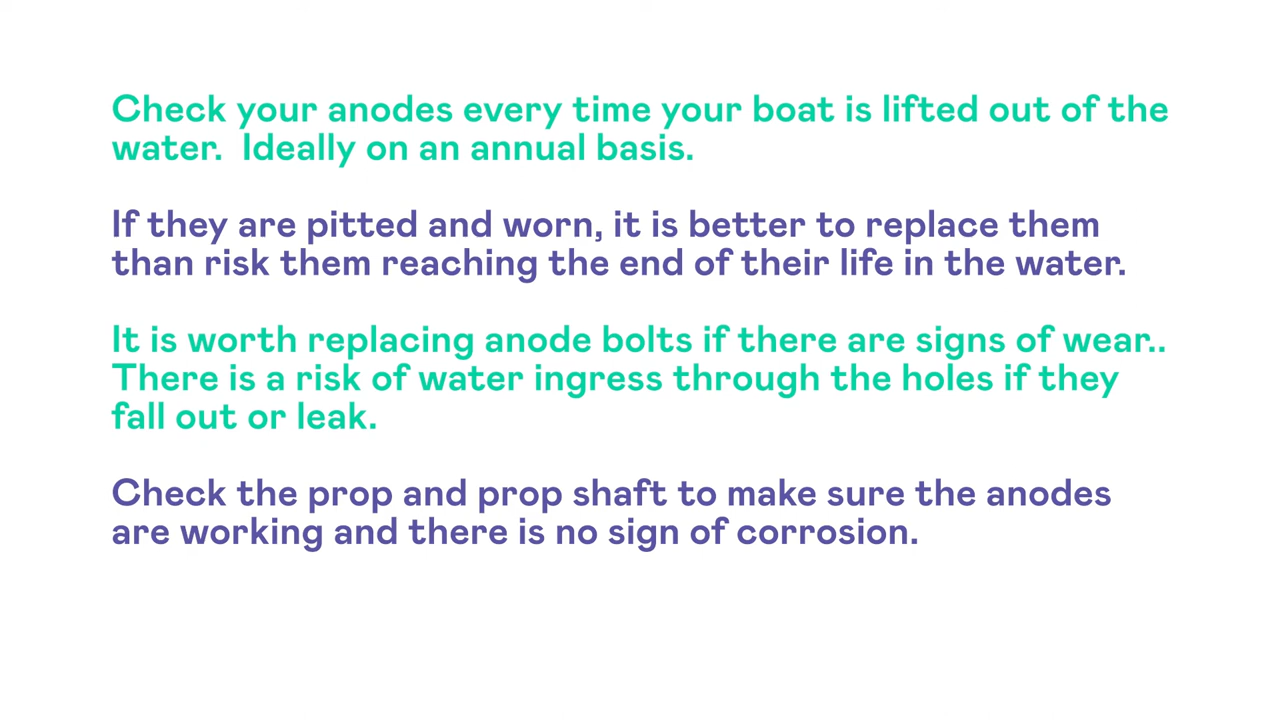 Check your anodes every time your boat is lifted out of the
water.  Ideally on an annual basis.
If they are pitted and worn, it is better to replace them
than risk them reaching the end of their life in the water.
It is worth replacing anode bolts if there are signs of wear..
There is a risk of water ingress through the holes if they
fall out or leak.
Check the prop and prop shaft to make sure the anodes
are working and there is no sign of corrosion.